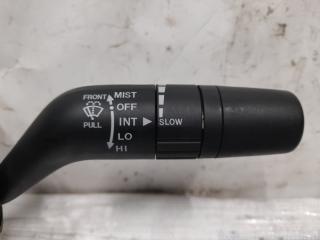 FRONT
PULL
MIST
OFF
INT
LO
HI
SLOW